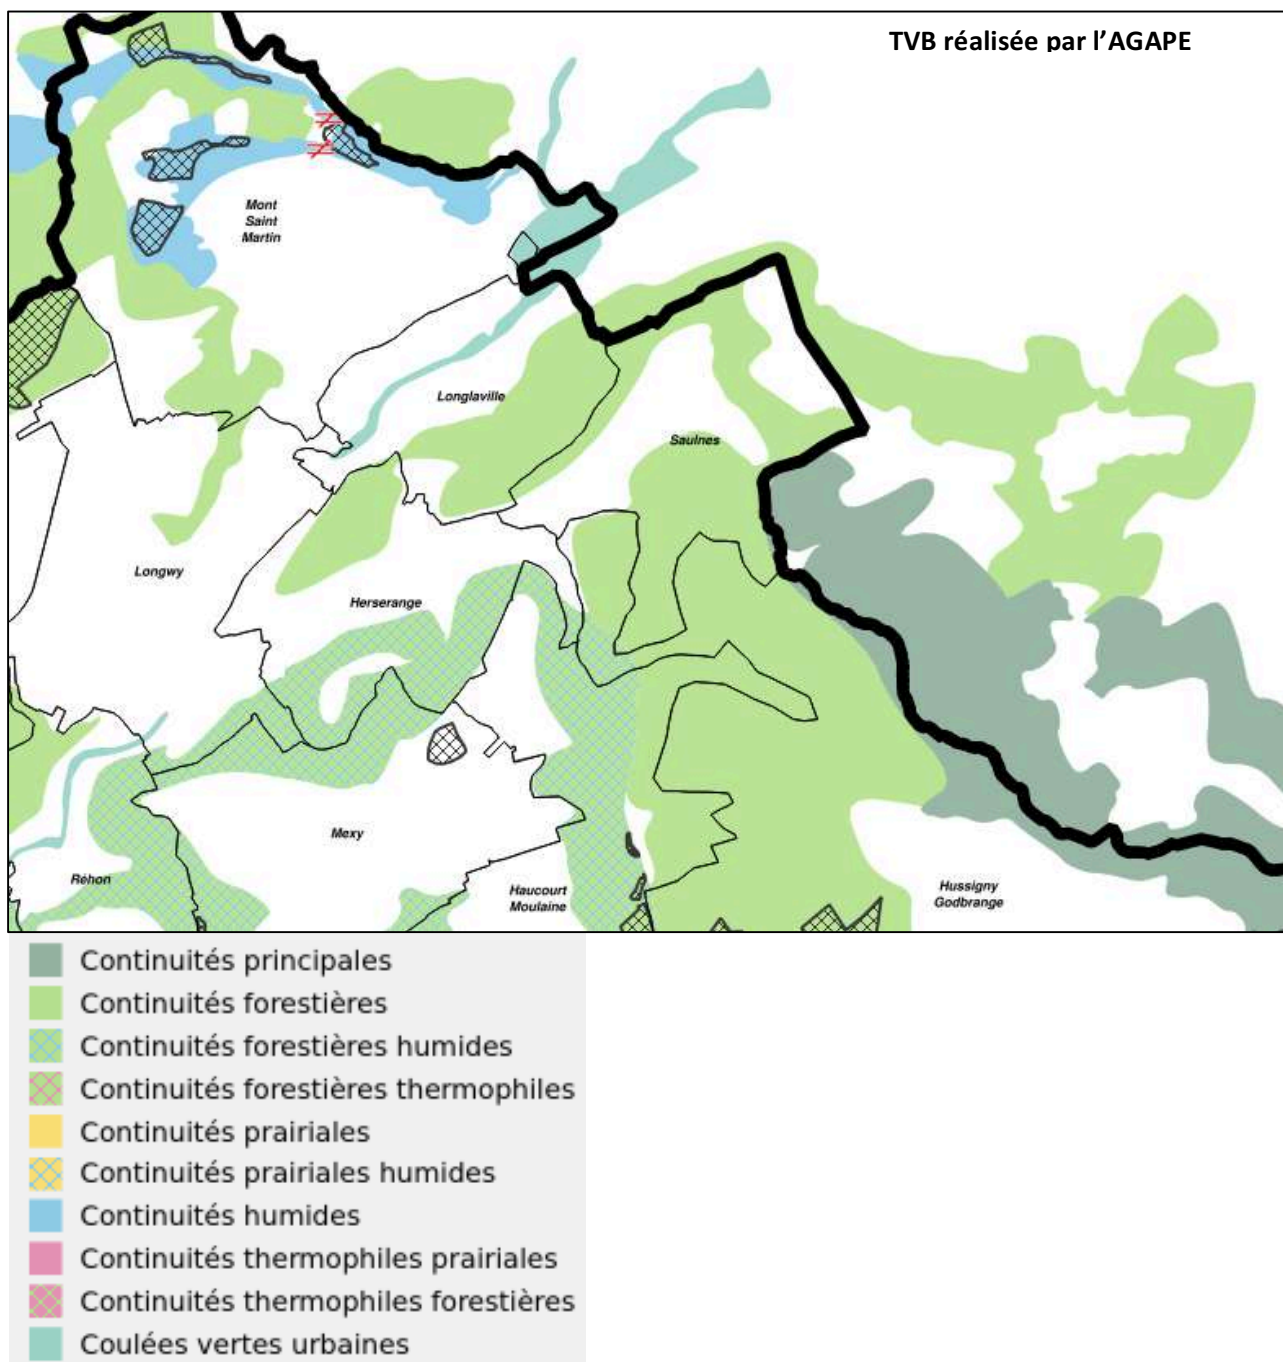 TVB réalisée par l’AGAPE
Mont
Saint
Martin
Longlaville
Saulnes
Longwy
Herserange
Mexy
Réhon
Haucourt
Moulaine
Hussigny
Godbrange
Continuités principales
Continuités forestières
Continuités forestières humides
Continuités forestières thermophiles
Continuités prairiales
Continuités prairiales humides
Continuités humides
Continuités thermophiles prairiales
Continuités thermophiles forestières
Coulées vertes urbaines